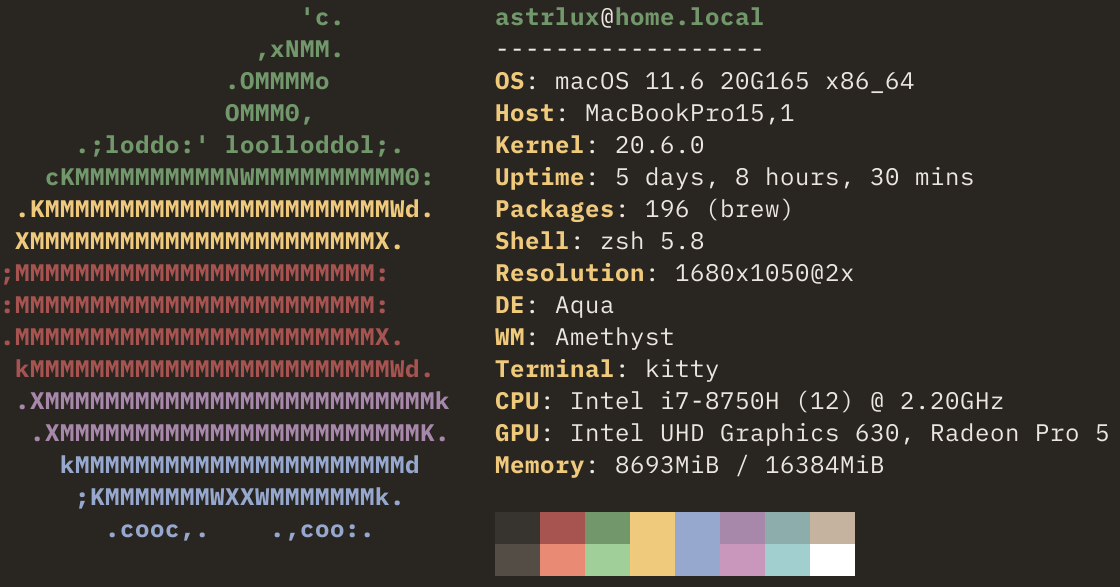 'c.          astrlux@home.local
                 ,xNMM.          ------------------
               .OMMMMo           OS: macOS 11.6 20G165 x86_64
               OMMM0,            Host: MacBookPro15,1
     .;loddo:' loolloddol;.      Kernel: 20.6.0
   cKMMMMMMMMMMNWMMMMMMMMMM0:    Uptime: 5 days, 8 hours, 30 mins
 .KMMMMMMMMMMMMMMMMMMMMMMMWd.    Packages: 196 (brew)
 XMMMMMMMMMMMMMMMMMMMMMMMX.      Shell: zsh 5.8
;MMMMMMMMMMMMMMMMMMMMMMMM:       Resolution: 1680x1050@2x
:MMMMMMMMMMMMMMMMMMMMMMMM:       DE: Aqua
.MMMMMMMMMMMMMMMMMMMMMMMMX.      WM: Amethyst
 kMMMMMMMMMMMMMMMMMMMMMMMMWd.    Terminal: kitty
 .XMMMMMMMMMMMMMMMMMMMMMMMMMMk   CPU: Intel i7-8750H (12) @ 2.20GHz
  .XMMMMMMMMMMMMMMMMMMMMMMMMK.   GPU: Intel UHD Graphics 630, Radeon Pro 5
    kMMMMMMMMMMMMMMMMMMMMMMd     Memory: 8693MiB / 16384MiB
     ;KMMMMMMMWXXWMMMMMMMk.
       .cooc,.    .,coo:.